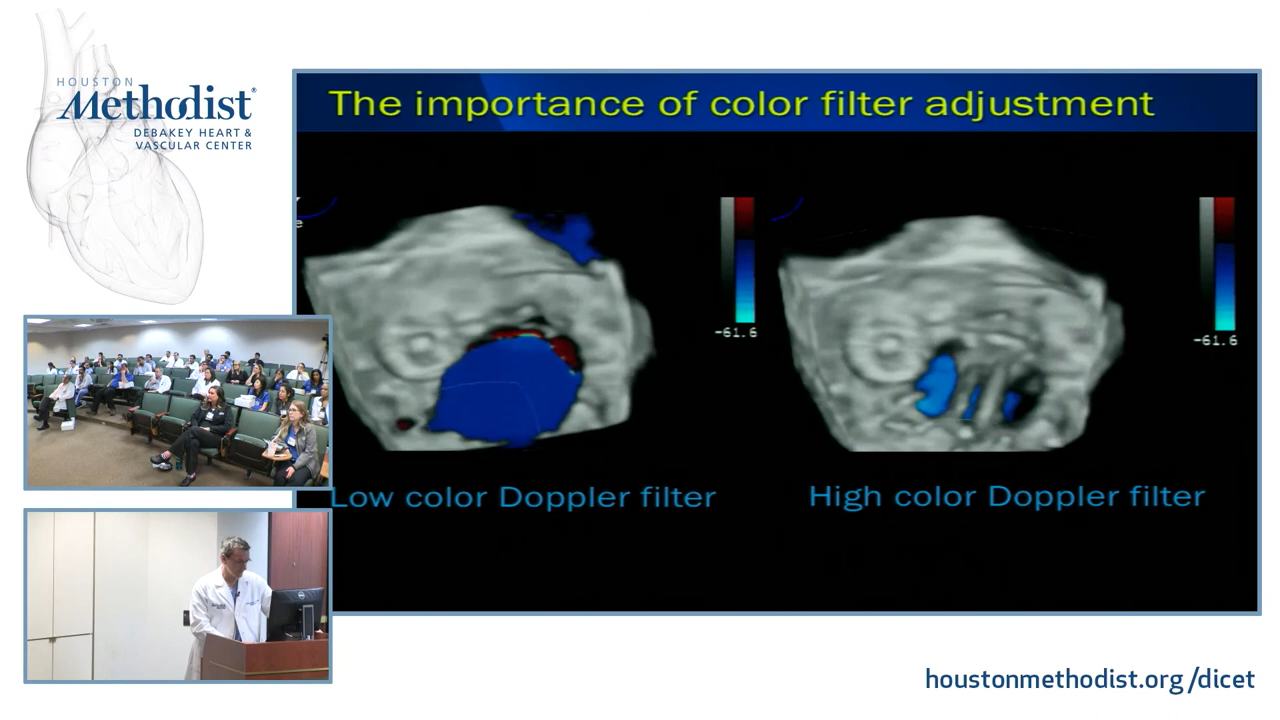 HOUSTON
Methodist®
DEBAKEY HEART &
VASCULAR CENTER
The importance of color filter adjustment
e
-61.6
-61.6
Low color Doppler filter
High color Doppler filter
houstonmethodist.org/dicet